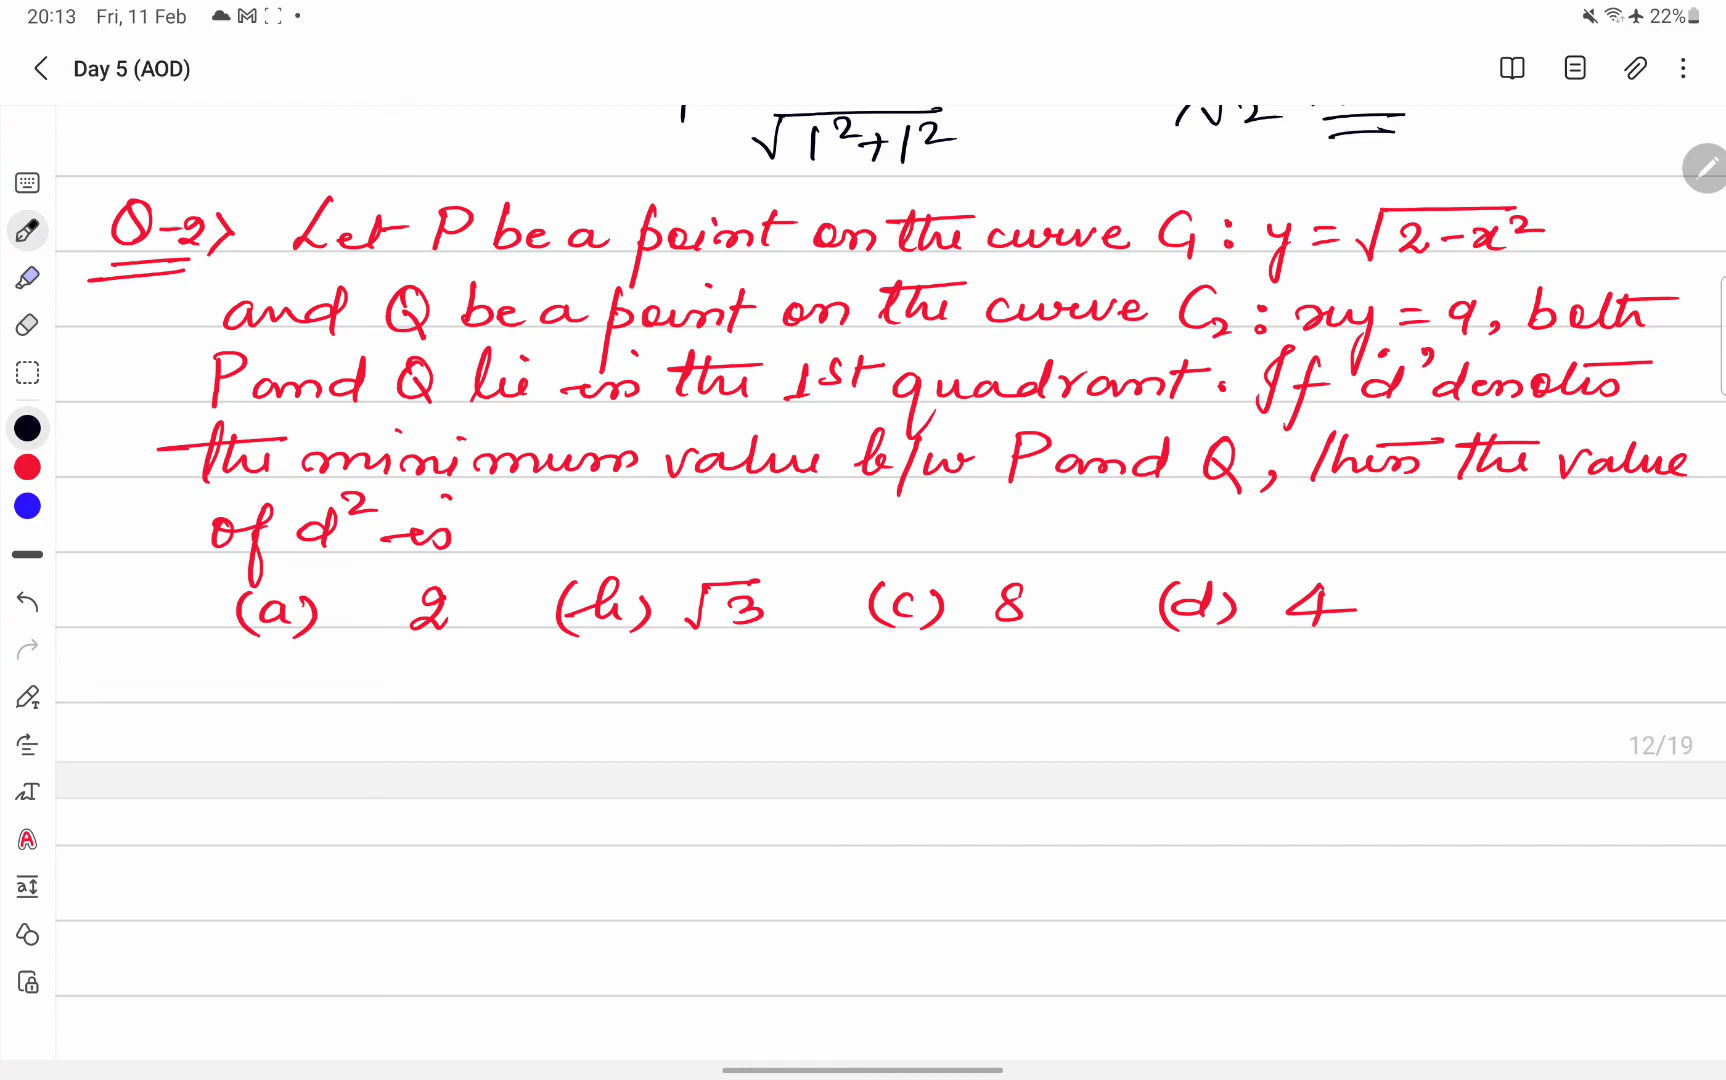 20:13 Fri, 11 Feb 22%
Day 5 (AOD)
√1²+1²
√2
Q-2> Let P be a point on the curve C₁ : y = √2-x²
and Q be a point on the curve C₂ : xy = 9, both
P and Q lie in the 1st quadrant. If 'd' denotes
the minimum value b/w P and Q, then the value
of d² is
(a) 2 (b) √3 (c) 8 (d) 4
12/19